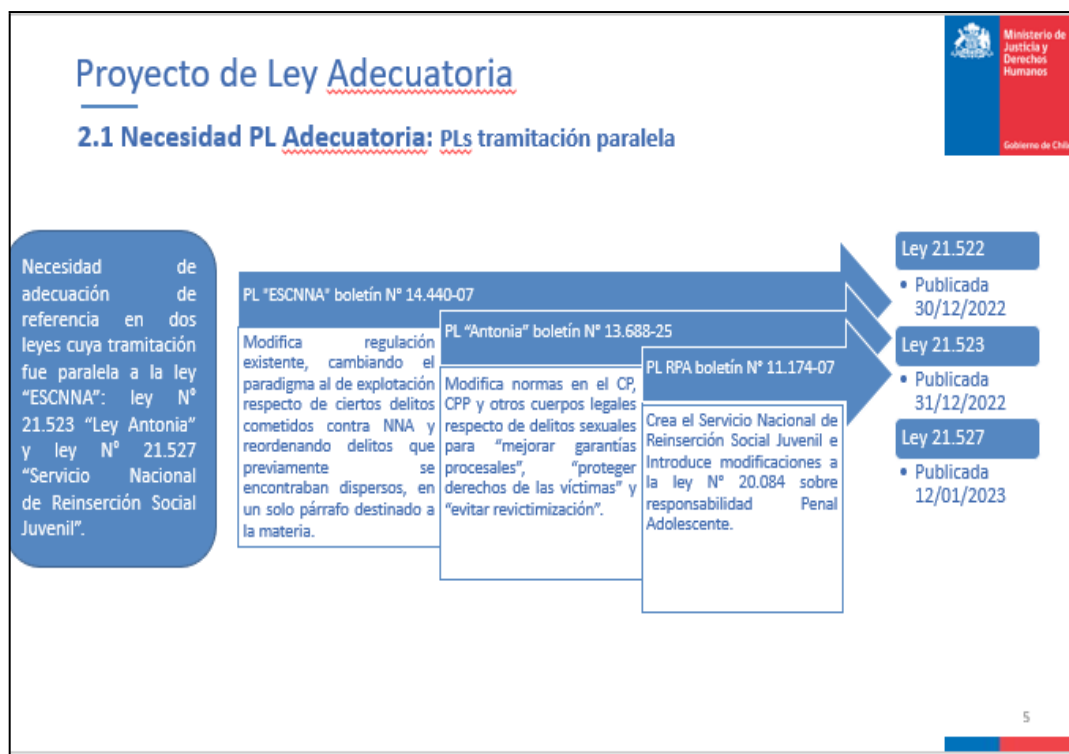 Proyecto de Ley Adecuatoria
2.1 Necesidad PL Adecuatoria: PLs tramitación paralela
Ministerio de
Justicia y
Derechos
Humanos
Gobierno de Chile
Necesidad de
adecuación de
referencia en dos
leyes cuya tramitación
fue paralela a la ley
"ESCNNA": ley N°
21.523 "Ley Antonia"
y ley N° 21.527
"Servicio Nacional
de Reinserción Social
Juvenil".
PL "ESCNNA" boletín N° 14.440-07
Modifica regulación
existente, cambiando el
paradigma al de explotación
respecto de ciertos delitos
cometidos contra NNA y
reordenando delitos que
previamente se
encontraban dispersos, en
un solo párrafo destinado a
la materia.
PL "Antonia" boletín N° 13.688-25
Modifica normas en el CP,
CPP y otros cuerpos legales
respecto de delitos sexuales
para "mejorar garantías
procesales", "proteger
derechos de las víctimas" y
"evitar revictimización".
PL RPA boletín N° 11.174-07
Crea el Servicio Nacional de
Reinserción Social Juvenil e
Introduce modificaciones a
la ley N° 20.084 sobre
responsabilidad Penal
Adolescente.
Ley 21.522
• Publicada
30/12/2022
Ley 21.523
• Publicada
31/12/2022
Ley 21.527
• Publicada
12/01/2023
5